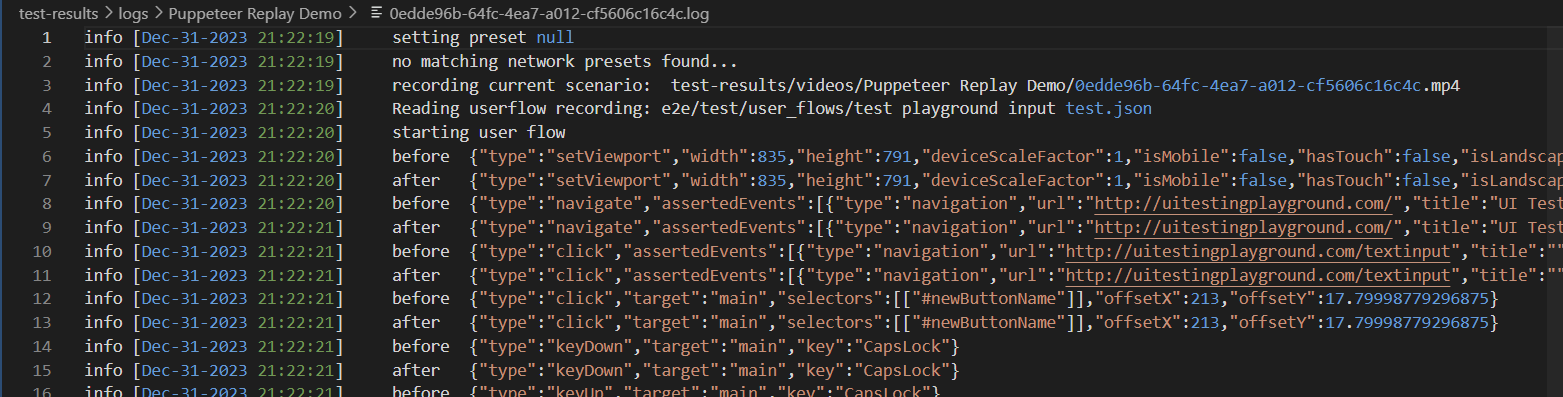 test-results > logs > Puppeteer Replay Demo > 0edde96b-64fc-4ea7-a012-cf5606c16c4c.log
1 info [Dec-31-2023 21:22:19] setting preset null
2 info [Dec-31-2023 21:22:19] no matching network presets found...
3 info [Dec-31-2023 21:22:19] recording current scenario: test-results/videos/Puppeteer Replay Demo/0edde96b-64fc-4ea7-a012-cf5606c16c4c.mp4
4 info [Dec-31-2023 21:22:20] Reading userflow recording: e2e/test/user_flows/test playground input test.json
5 info [Dec-31-2023 21:22:20] starting user flow
6 info [Dec-31-2023 21:22:20] before {"type":"setViewport","width":835,"height":791,"deviceScaleFactor":1,"isMobile":false,"hasTouch":false,"isLandscap
7 info [Dec-31-2023 21:22:20] after {"type":"setViewport","width":835,"height":791,"deviceScaleFactor":1,"isMobile":false,"hasTouch":false,"isLandscap
8 info [Dec-31-2023 21:22:20] before {"type":"navigate","assertedEvents":[{"type":"navigation","url":"http://uitestingplayground.com/","title":"UI Test
9 info [Dec-31-2023 21:22:21] after {"type":"navigate","assertedEvents":[{"type":"navigation","url":"http://uitestingplayground.com/","title":"UI Test
10 info [Dec-31-2023 21:22:21] before {"type":"click","assertedEvents":[{"type":"navigation","url":"http://uitestingplayground.com/textinput","title":""
11 info [Dec-31-2023 21:22:21] after {"type":"click","assertedEvents":[{"type":"navigation","url":"http://uitestingplayground.com/textinput","title":""
12 info [Dec-31-2023 21:22:21] before {"type":"click","target":"main","selectors":[["#newButtonName"]],"offsetX":213,"offsetY":17.79998779296875}
13 info [Dec-31-2023 21:22:21] after {"type":"click","target":"main","selectors":[["#newButtonName"]],"offsetX":213,"offsetY":17.79998779296875}
14 info [Dec-31-2023 21:22:21] before {"type":"keyDown","target":"main","key":"CapsLock"}
15 info [Dec-31-2023 21:22:21] after {"type":"keyDown","target":"main","key":"CapsLock"}
16 info [Dec-31-2023 21:22:21] before {"type":"keyUp","target":"main","key":"CapsLock"}